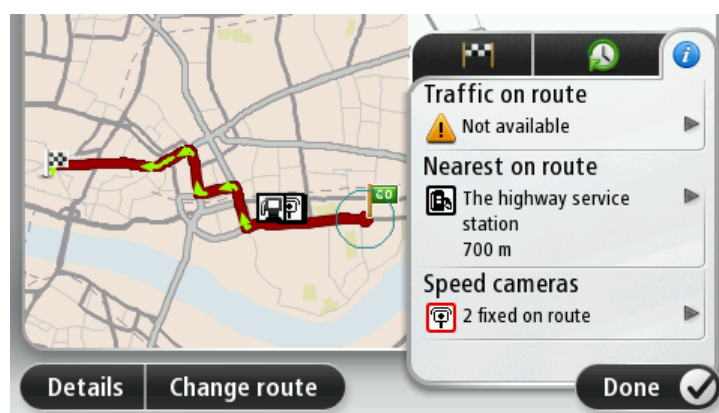 GO
Traffic on route
Not available
Nearest on route
The highway service
station
700 m
Speed cameras
2 fixed on route
Details
Change route
Done